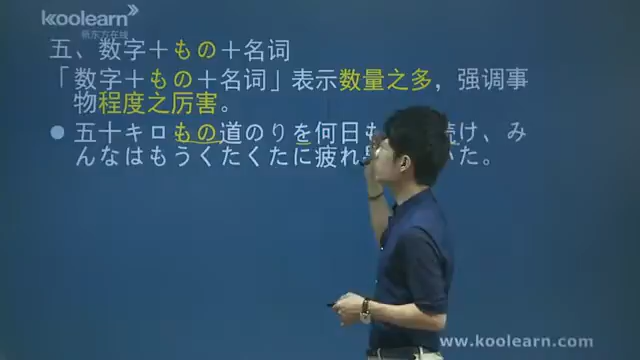 koolearn
新东方在线
五、数字＋もの＋名词
「数字＋もの＋名词」表示数量之多，强调事
物程度之厉害。
● 五十キロもの道のりを何日も け、み
んなはもうくたくたに疲れ いた。
www.koolearn.com